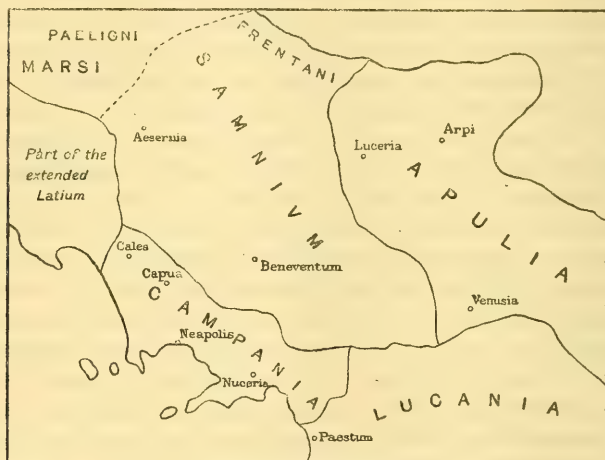 PAELIGNI
MARSI
FRENTANI
SAMNIVM
Aesernia
Luceria
Arpi
APULIA
Part of the
extended
Latium
Cales
Capua
Beneventum
CAMPANIA
Neapolis
Venusia
Nuceria
LUCANIA
Paestum